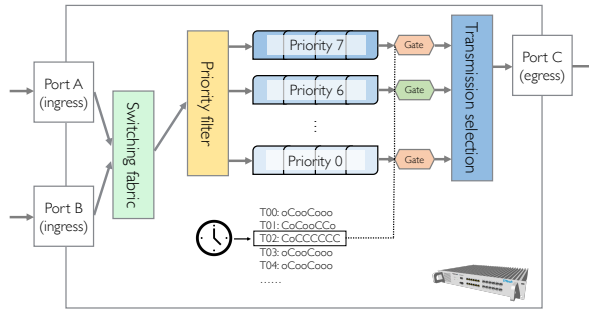 Port A
(ingress)
Port B
(ingress)
Switching fabric
Priority filter
Priority 7
Priority 6
⋮
Priority 0
Gate
Gate
Gate
Transmission selection
Port C
(egress)
T00: oCooCooo
T01: CoCooCCo
T02: CoCCCCCC
T03: oCooCooo
T04: oCooCooo
......